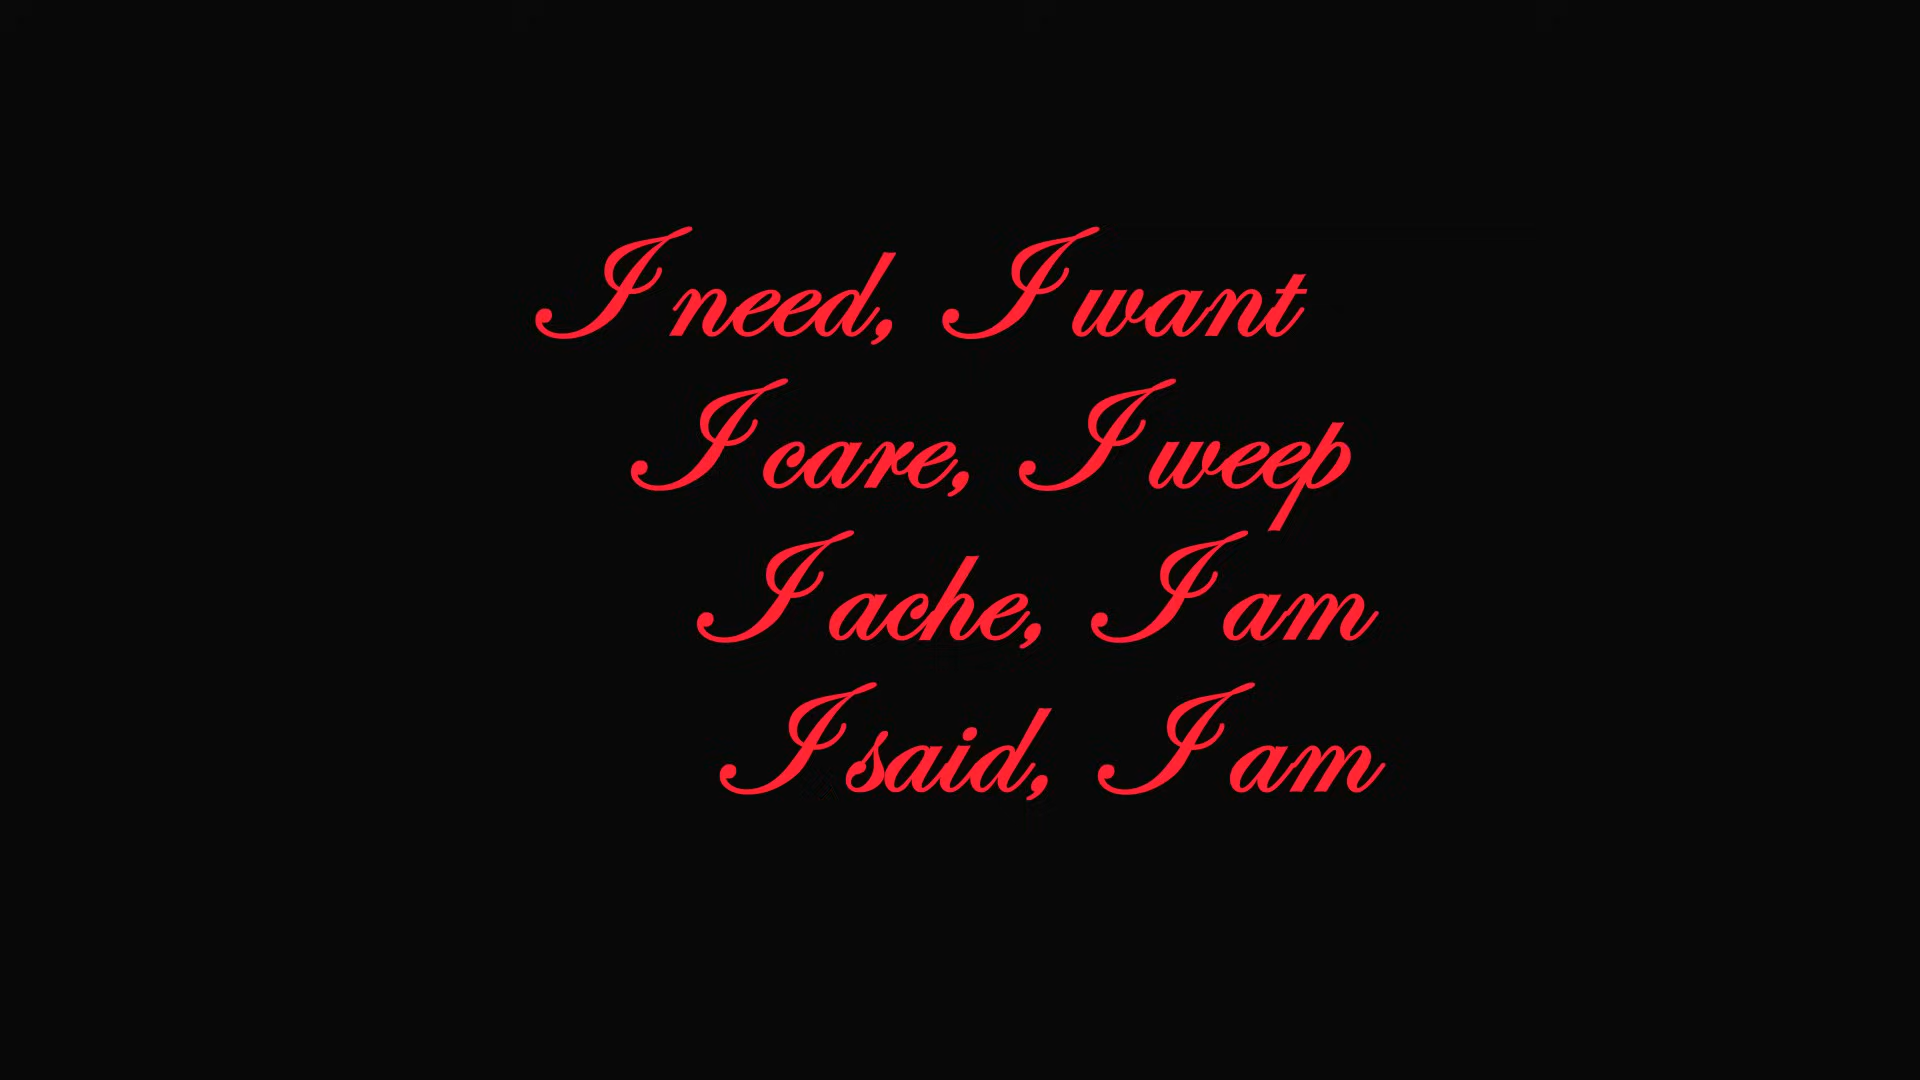 I need, I want
I care, I weep
I ache, I am
I said, I am